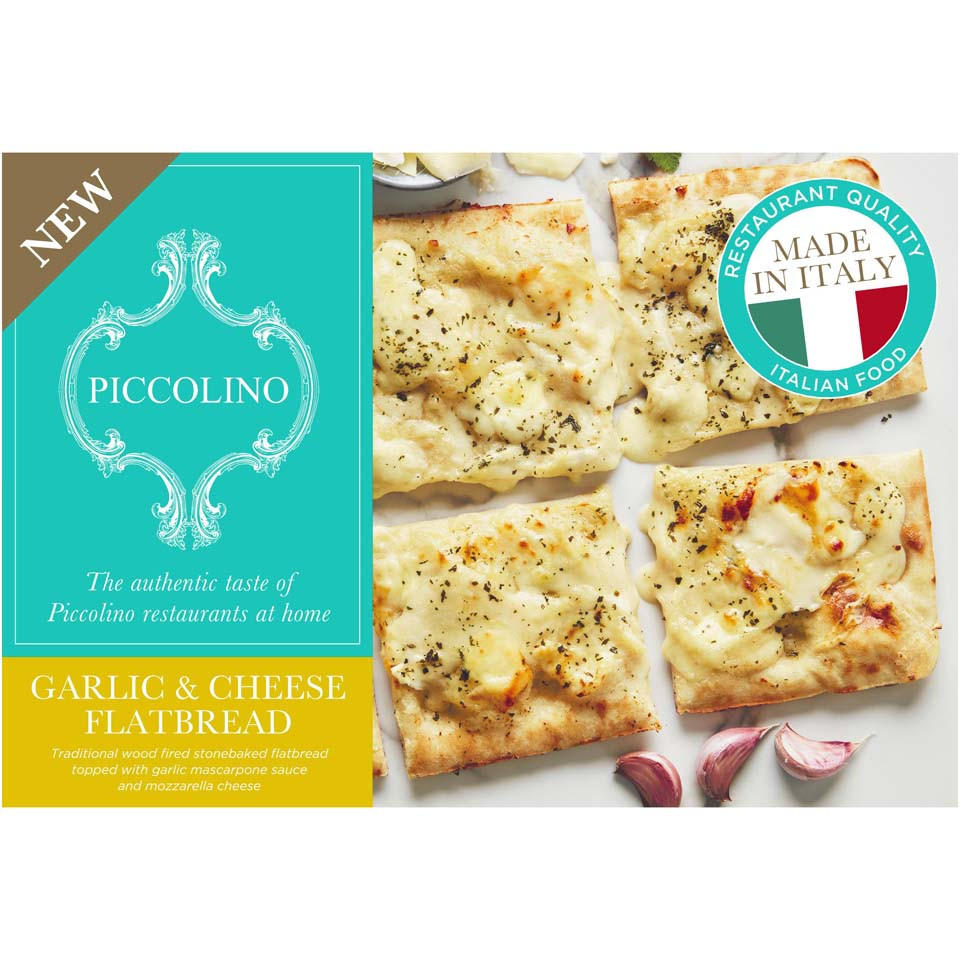 NEW
PICCOLINO
The authentic taste of
Piccolino restaurants at home
GARLIC & CHEESE
FLATBREAD
Traditional wood fired stonebaked flatbread
topped with garlic mascarpone sauce
and mozzarella cheese
RESTAURANT QUALITY
MADE
IN ITALY
ITALIAN FOOD